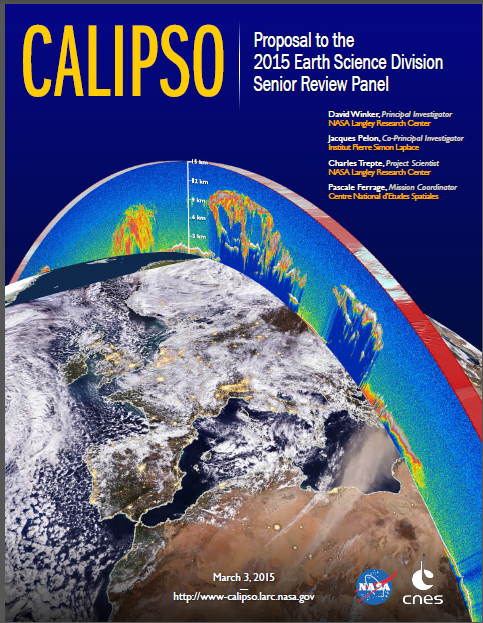 CALIPSO
Proposal to the
2015 Earth Science Division
Senior Review Panel
David Winker, Principal Investigator
NASA Langley Research Center
Jacques Pelon, Co-Principal Investigator
Institut Pierre Simon Laplace
Charles Trepte, Project Scientist
NASA Langley Research Center
Pascale Ferrage, Mission Coordinator
Centre National d'Etudes Spatiales
15 km
12 km
9 km
6 km
3 km
March 3, 2015
http://www-calipso.larc.nasa.gov
NASA
cnes